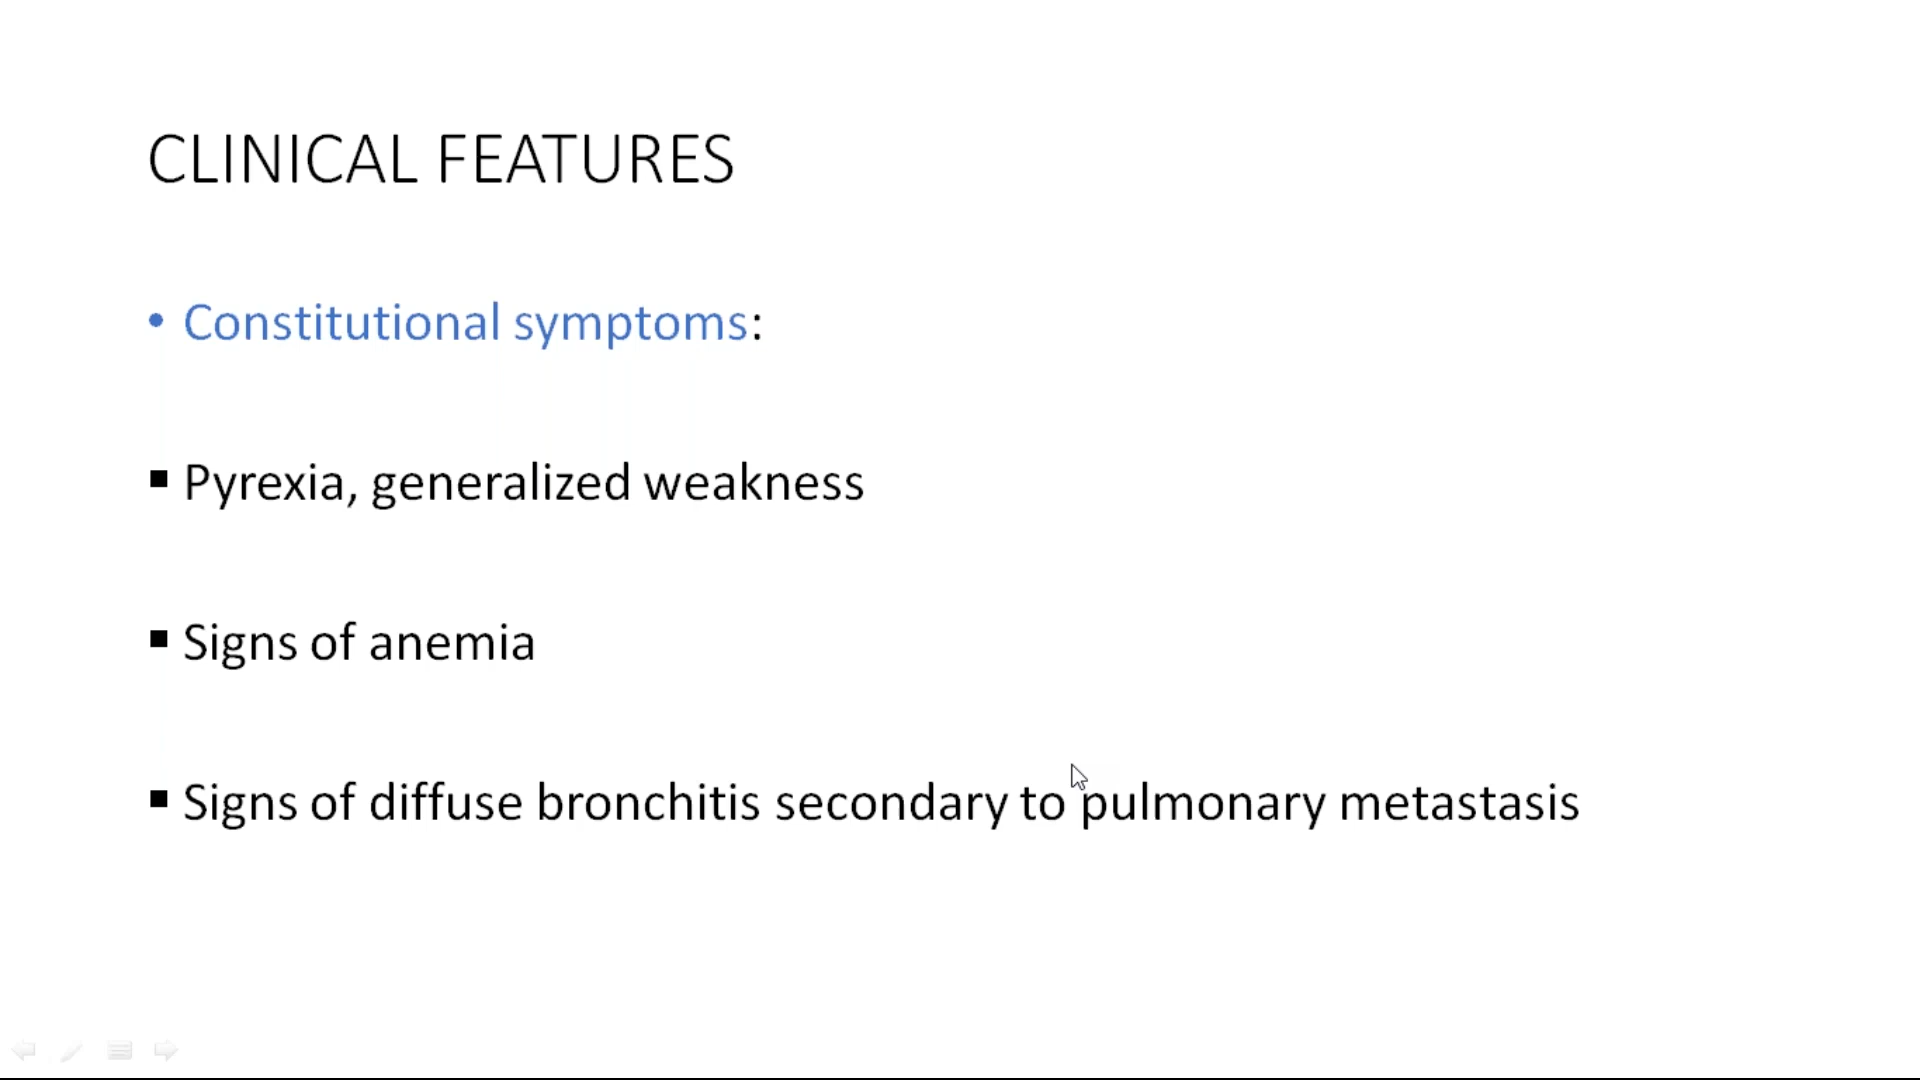 CLINICAL FEATURES
• Constitutional symptoms:
▪ Pyrexia, generalized weakness
▪ Signs of anemia
▪ Signs of diffuse bronchitis secondary to pulmonary metastasis